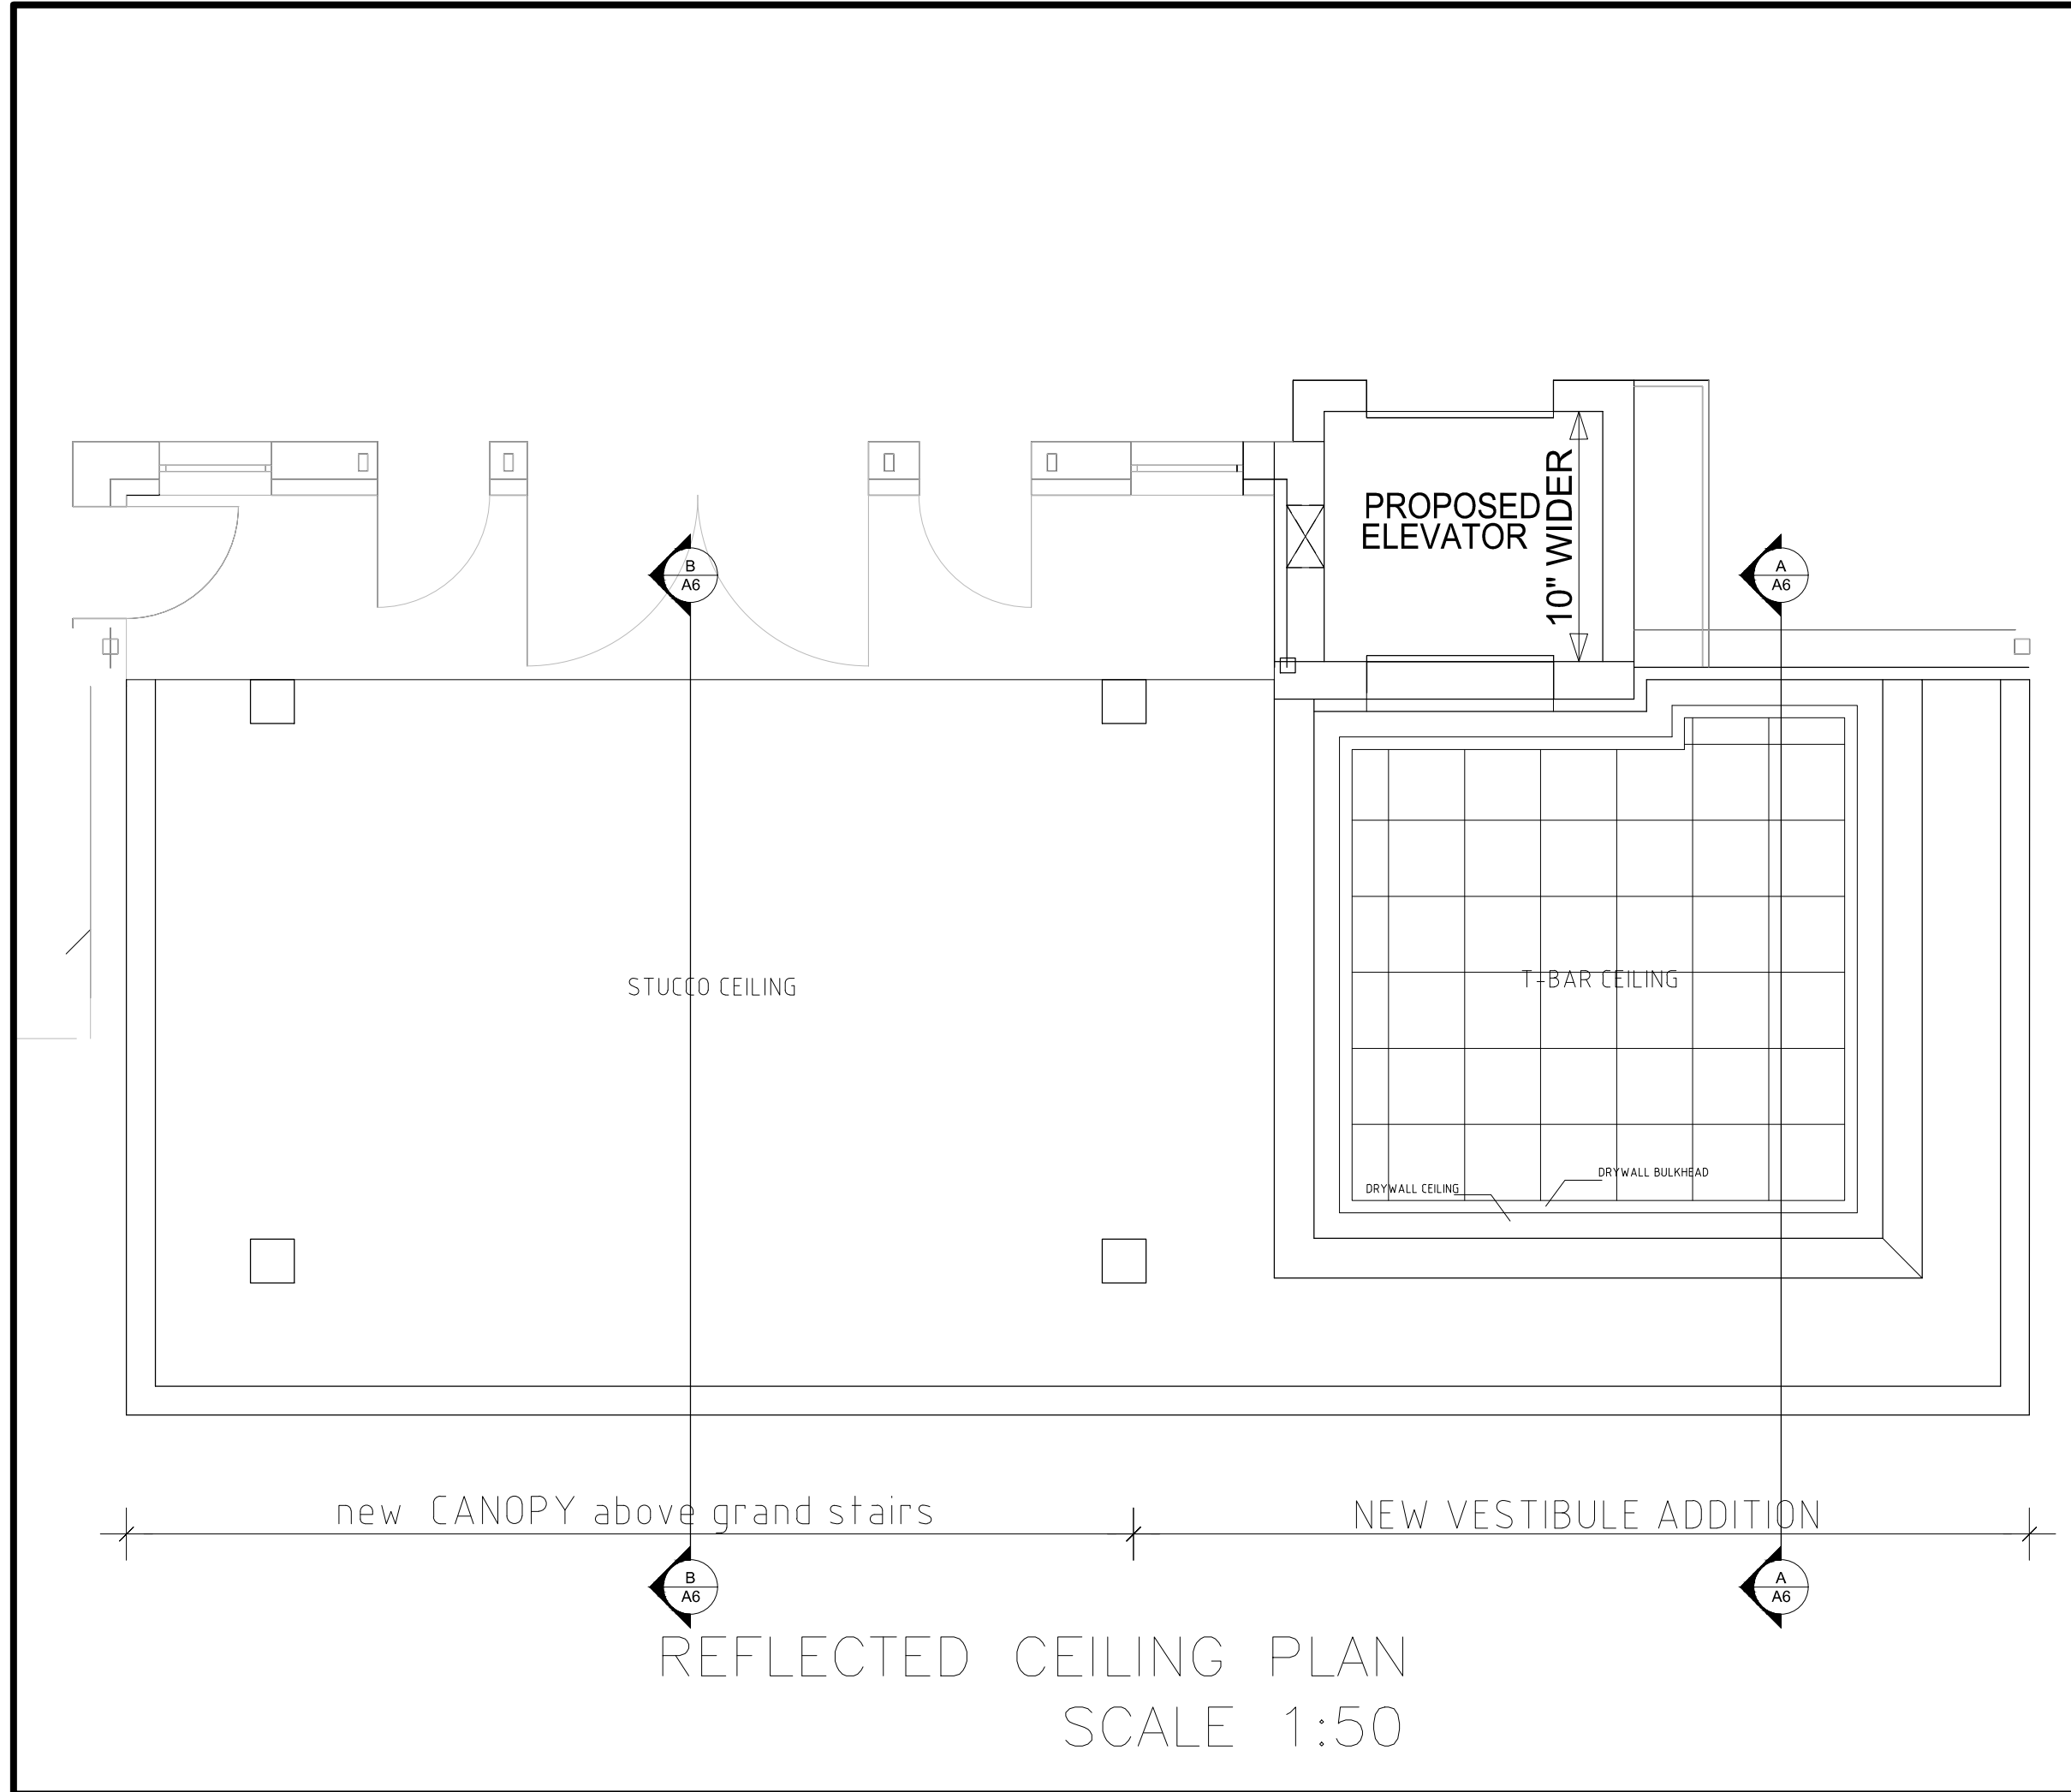 PROPOSED
ELEVATOR
10" WIDER
B
A6
A
A6
STUCCO CEILING
T-BAR CEILING
DRYWALL BULKHEAD
DRYWALL CEILING
new CANOPY above grand stairs
NEW VESTIBULE ADDITION
B
A6
A
A6
REFLECTED CEILING PLAN
SCALE 1:50